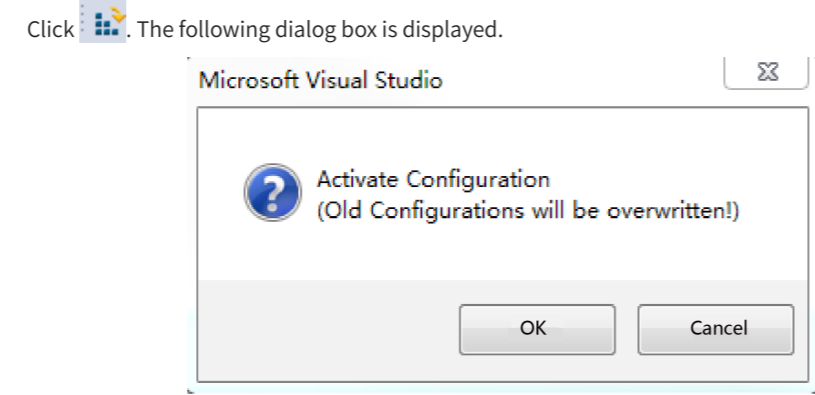 Click . The following dialog box is displayed.
Microsoft Visual Studio
Activate Configuration
(Old Configurations will be overwritten!)
OK
Cancel